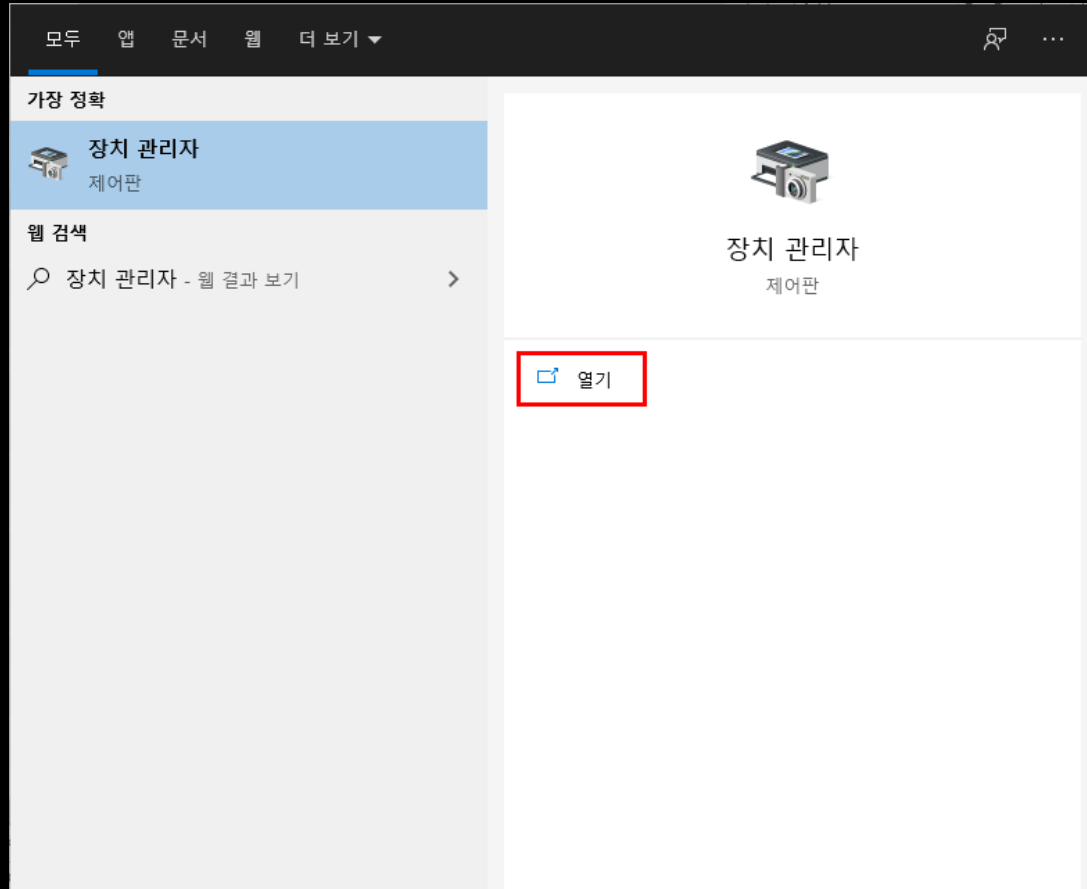 모두 앱 문서 웹 더 보기
가장 정확
장치 관리자
제어판
웹 검색
장치 관리자 - 웹 결과 보기
장치 관리자
제어판
열기